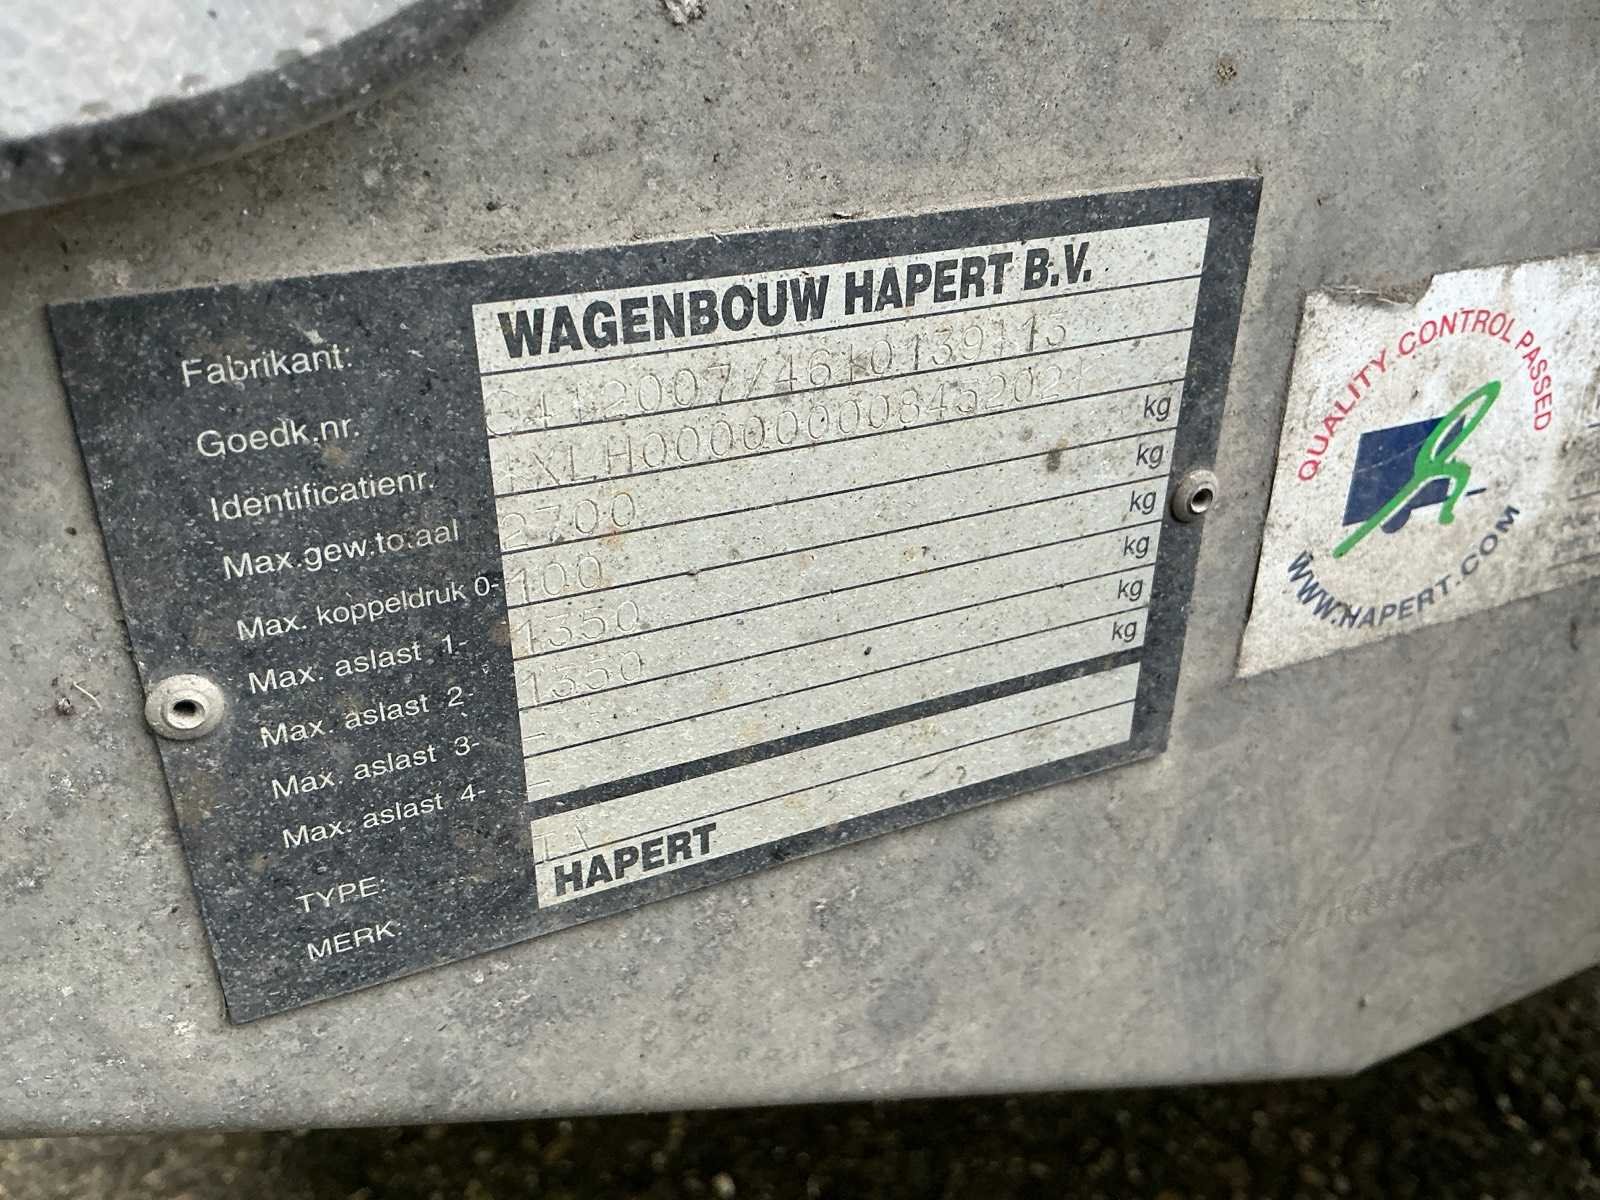 Fabrikant: WAGENBOUW HAPERT B.V.
Goedk.nr. C412007/4610139113
Identificatienr.
Max.gew.totaal 2700 kg
Max. koppeldruk 0- 100 kg
Max. aslast 1- 1350 kg
Max. aslast 2- 1350 kg
Max. aslast 3- - kg
Max. aslast 4- - kg
TYPE:
MERK: HAPERT
QUALITY CONTROL PASSED
WWW.HAPERT.COM